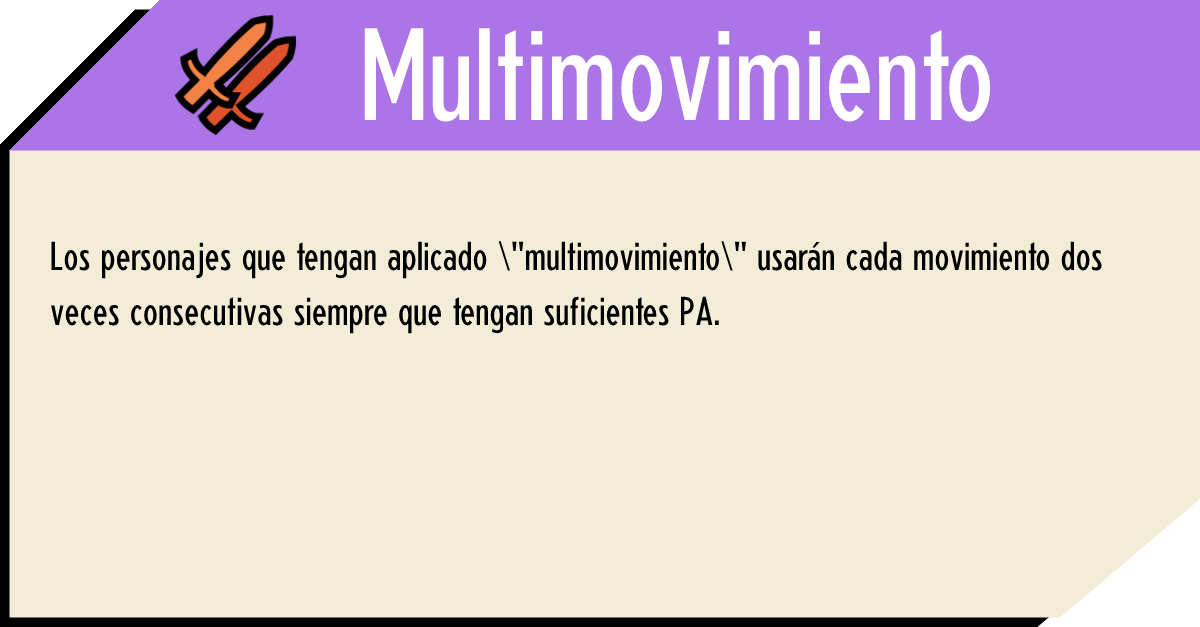 Multimovimiento
Los personajes que tengan aplicado \"multimovimiento\" usarán cada movimiento dos
veces consecutivas siempre que tengan suficientes PA.